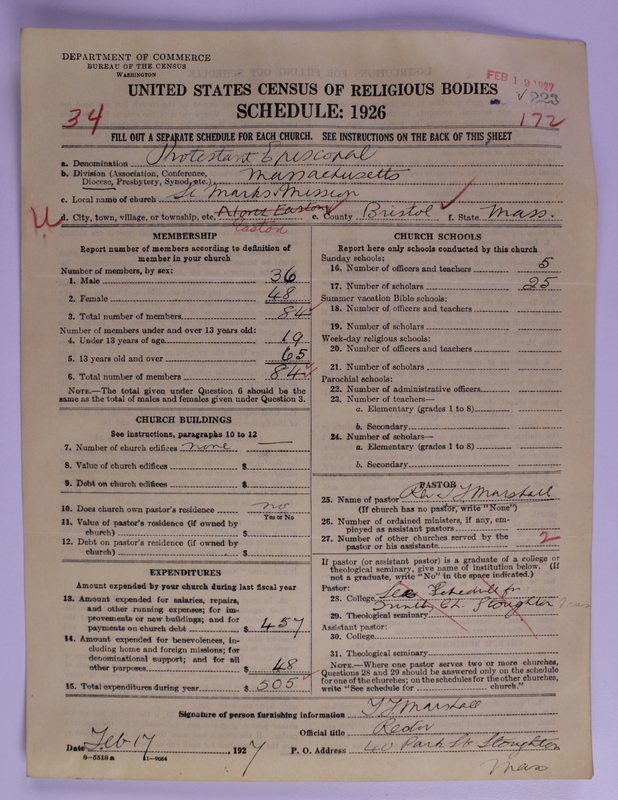 DEPARTMENT OF COMMERCE
BUREAU OF THE CENSUS
WASHINGTON
FEB 19 1927
UNITED STATES CENSUS OF RELIGIOUS BODIES
223
SCHEDULE: 1926
34
172
FILL OUT A SEPARATE SCHEDULE FOR EACH CHURCH. SEE INSTRUCTIONS ON THE BACK OF THIS SHEET
a. Denomination Protestant Episcopal
b. Division (Association, Conference, Diocese, Presbytery, Synod, etc.) Massachusetts
c. Local name of church St Marks Mission
d. City, town, village, or township, etc. North Easton e. County Bristol f. State Mass.
Easton
MEMBERSHIP
Report number of members according to definition of member in your church
Number of members, by sex:
1. Male 36
2. Female 48
3. Total number of members 84
Number of members under and over 13 years old:
4. Under 13 years of age 19
5. 13 years old and over 65
6. Total number of members 84
NOTE.—The total given under Question 6 should be the same as the total of males and females given under Question 3.
CHURCH BUILDINGS
See instructions, paragraphs 10 to 12
7. Number of church edifices none
8. Value of church edifices $
9. Debt on church edifices $
10. Does church own pastor's residence no
Yes or No
11. Value of pastor's residence (if owned by church) $
12. Debt on pastor's residence (if owned by church) $
EXPENDITURES
Amount expended by your church during last fiscal year
13. Amount expended for salaries, repairs, and other running expenses; for improvements or new buildings; and for payments on church debt $ 457
14. Amount expended for benevolences, including home and foreign missions; for denominational support; and for all other purposes $ 48
15. Total expenditures during year $ 505
CHURCH SCHOOLS
Report here only schools conducted by this church
Sunday schools:
16. Number of officers and teachers 5
17. Number of scholars 25
Summer vacation Bible schools:
18. Number of officers and teachers
19. Number of scholars
Week-day religious schools:
20. Number of officers and teachers
21. Number of scholars
Parochial schools:
22. Number of administrative officers
23. Number of teachers—
a. Elementary (grades 1 to 8)
b. Secondary
24. Number of scholars—
a. Elementary (grades 1 to 8)
b. Secondary
PASTOR
25. Name of pastor Rev T F Marshall
(If church has no pastor, write "None")
26. Number of ordained ministers, if any, employed as assistant pastors
27. Number of other churches served by the pastor or his assistants 2
If pastor (or assistant pastor) is a graduate of a college or theological seminary, give name of institution below. (If not a graduate, write "No" in the space indicated.)
Pastor:
28. College See Schedule for
Trinity Ch. Stoughton Mass
29. Theological seminary
Assistant pastor:
30. College
31. Theological seminary
NOTE.—Where one pastor serves two or more churches, Questions 28 and 29 should be answered only on the schedule for one of the churches; on the schedules for the other churches, write "See schedule for church."
Signature of person furnishing information T F Marshall
Official title Rector
Date Feb 17, 1927 P. O. Address 40 Park St Stoughton
Mass
8-5518 a 11-9054